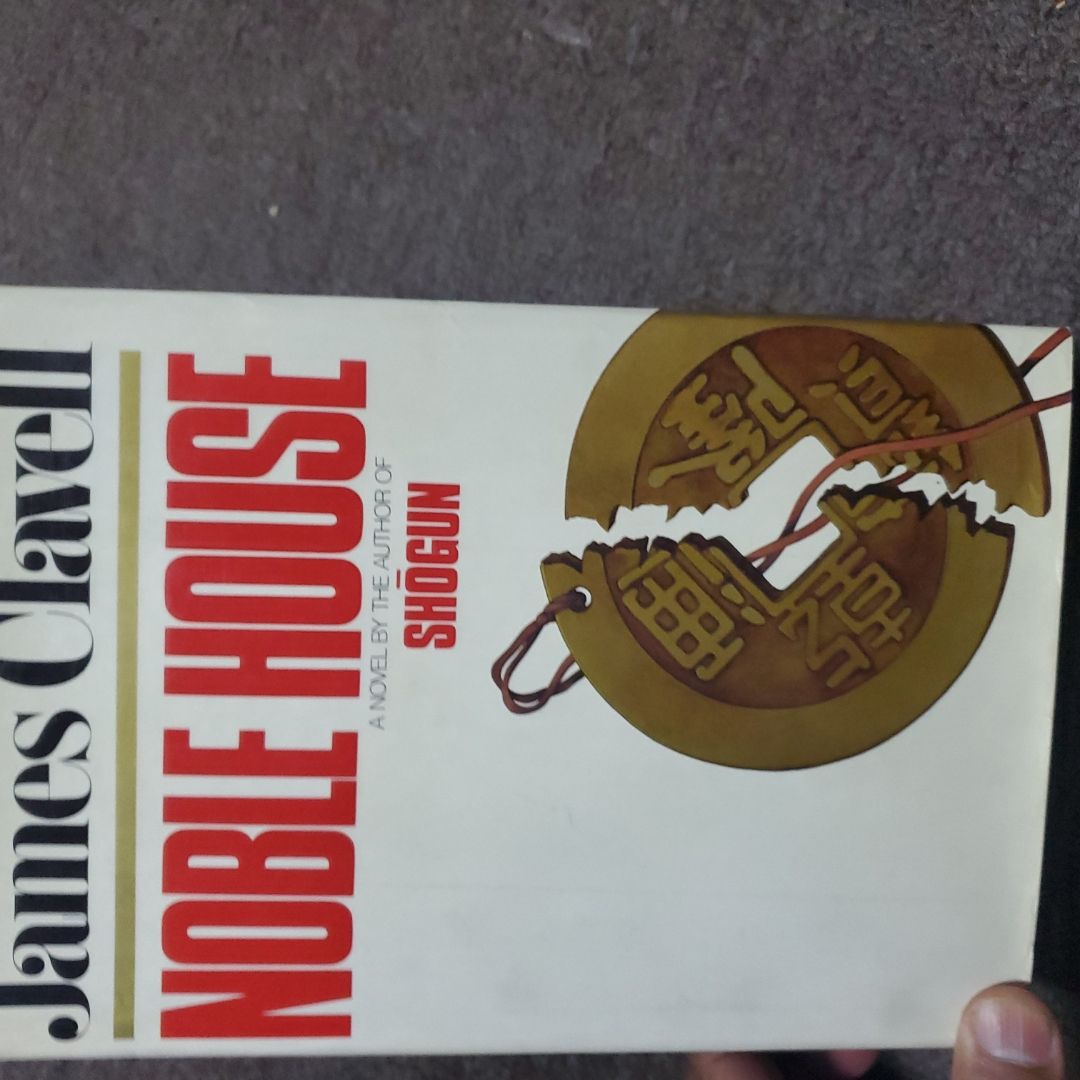 James Clavell
NOBLE HOUSE
A NOVEL BY THE AUTHOR OF
SHŌGUN